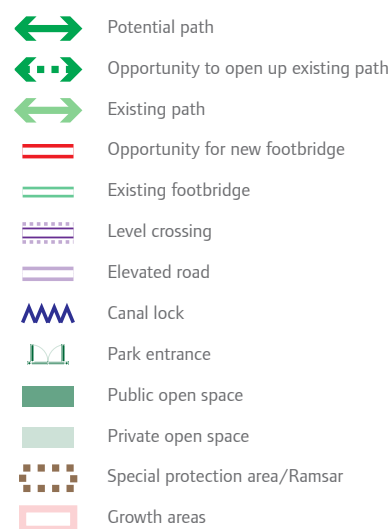 Potential path
Opportunity to open up existing path
Existing path
Opportunity for new footbridge
Existing footbridge
Level crossing
Elevated road
Canal lock
Park entrance
Public open space
Private open space
Special protection area/Ramsar
Growth areas